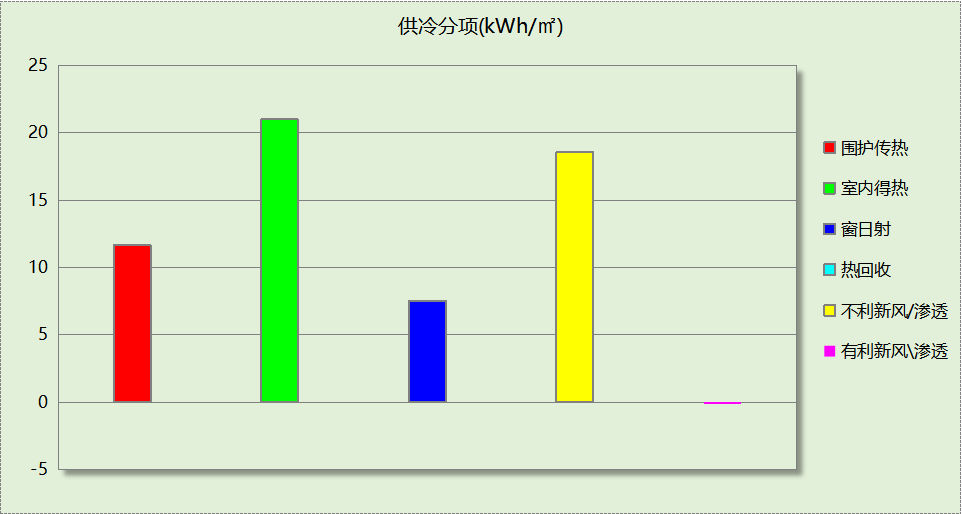 供冷分项(kWh/㎡)
25
20
15
10
5
0
-5
围护传热
室内得热
窗日射
热回收
不利新风/渗透
有利新风\渗透